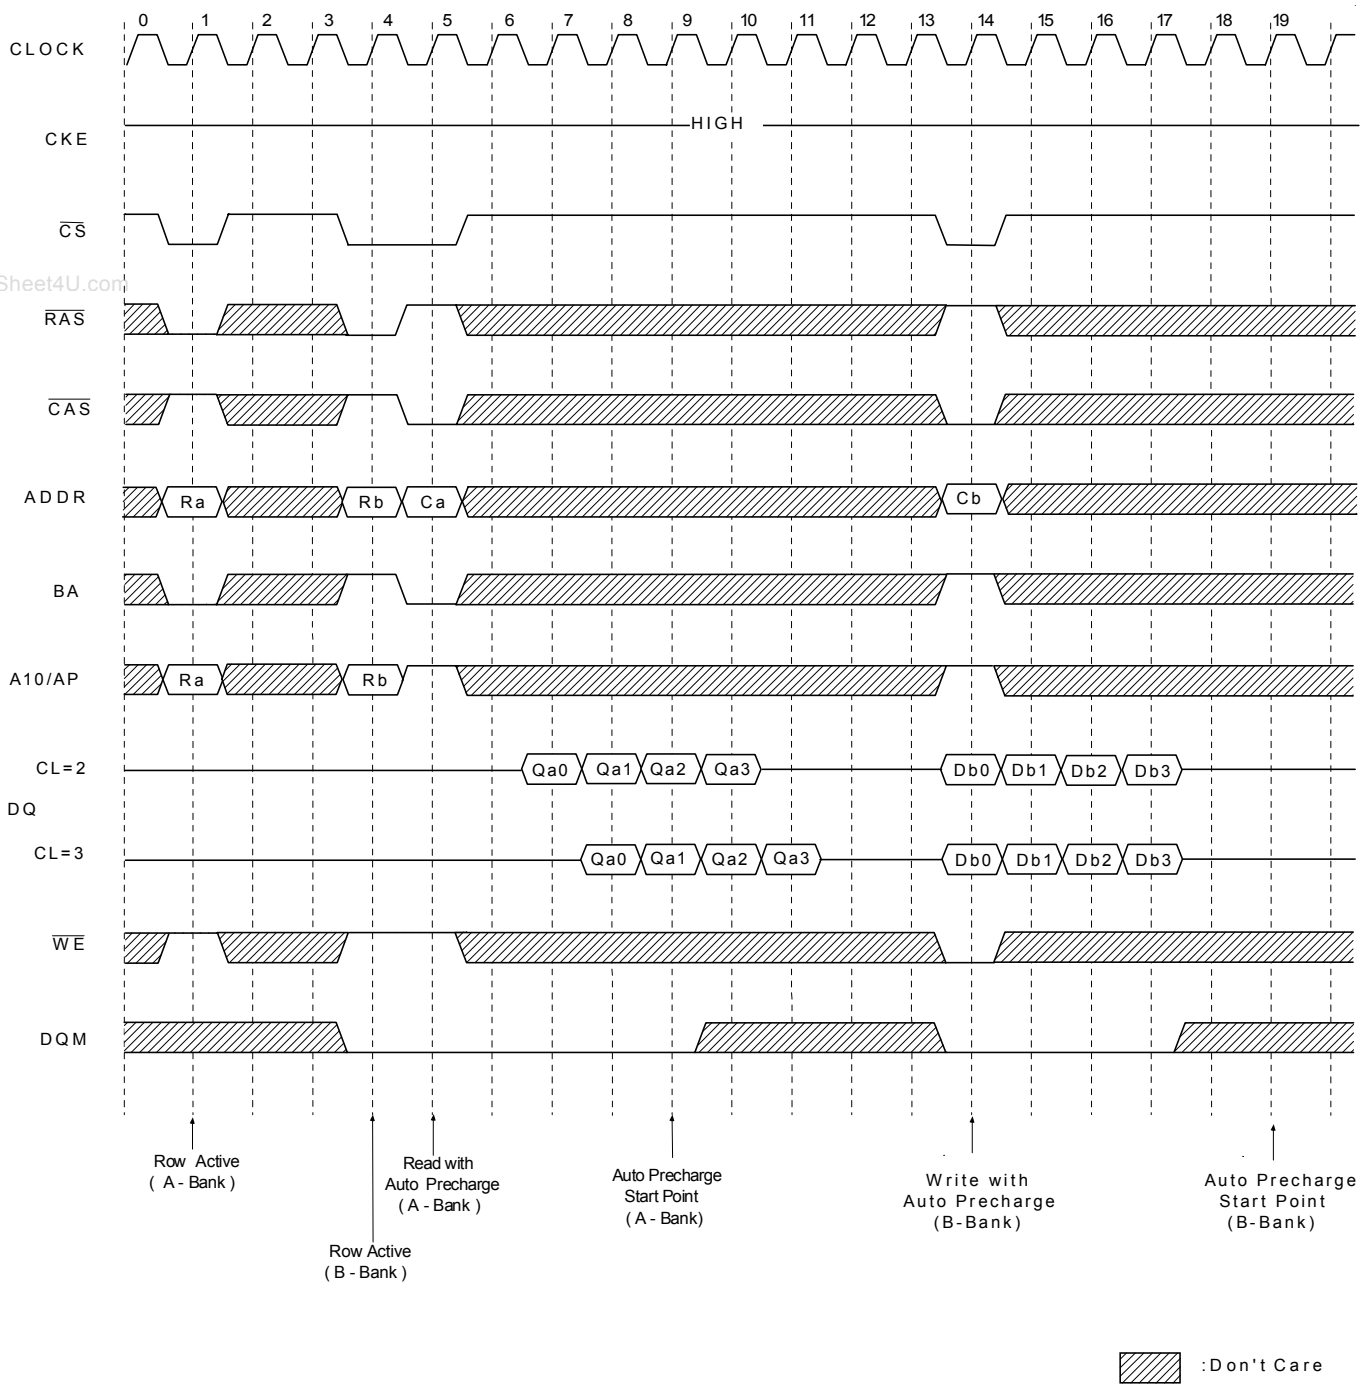 0 1 2 3 4 5 6 7 8 9 10 11 12 13 14 15 16 17 18 19
CLOCK
CKE
HIGH
CS
Sheet4U.com
RAS
CAS
ADDR
Ra Rb Ca Cb
BA
A10/AP
Ra Rb
CL=2
Qa0 Qa1 Qa2 Qa3 Db0 Db1 Db2 Db3
DQ
CL=3
Qa0 Qa1 Qa2 Qa3 Db0 Db1 Db2 Db3
WE
DQM
Row Active
( A - Bank )
Row Active
( B - Bank )
Read with
Auto Precharge
( A - Bank )
Auto Precharge
Start Point
( A - Bank)
Write with
Auto Precharge
(B-Bank)
Auto Precharge
Start Point
(B-Bank)
:Don't Care